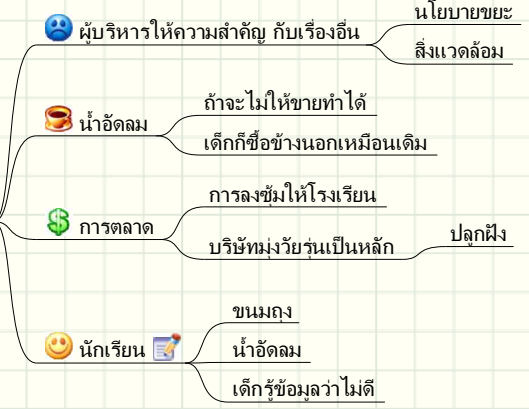 ผู้บริหารให้ความสำคัญ กับเรื่องอื่น
นโยบายขยะ
สิ่งแวดล้อม
น้ำอัดลม
ถ้าจะไม่ให้ขายทำได้
เด็กก็ซื้อข้างนอกเหมือนเดิม
การตลาด
การลงซุ้มให้โรงเรียน
บริษัทมุ่งวัยรุ่นเป็นหลัก
ปลูกฝัง
นักเรียน
ขนมถุง
น้ำอัดลม
เด็กรู้ข้อมูลว่าไม่ดี